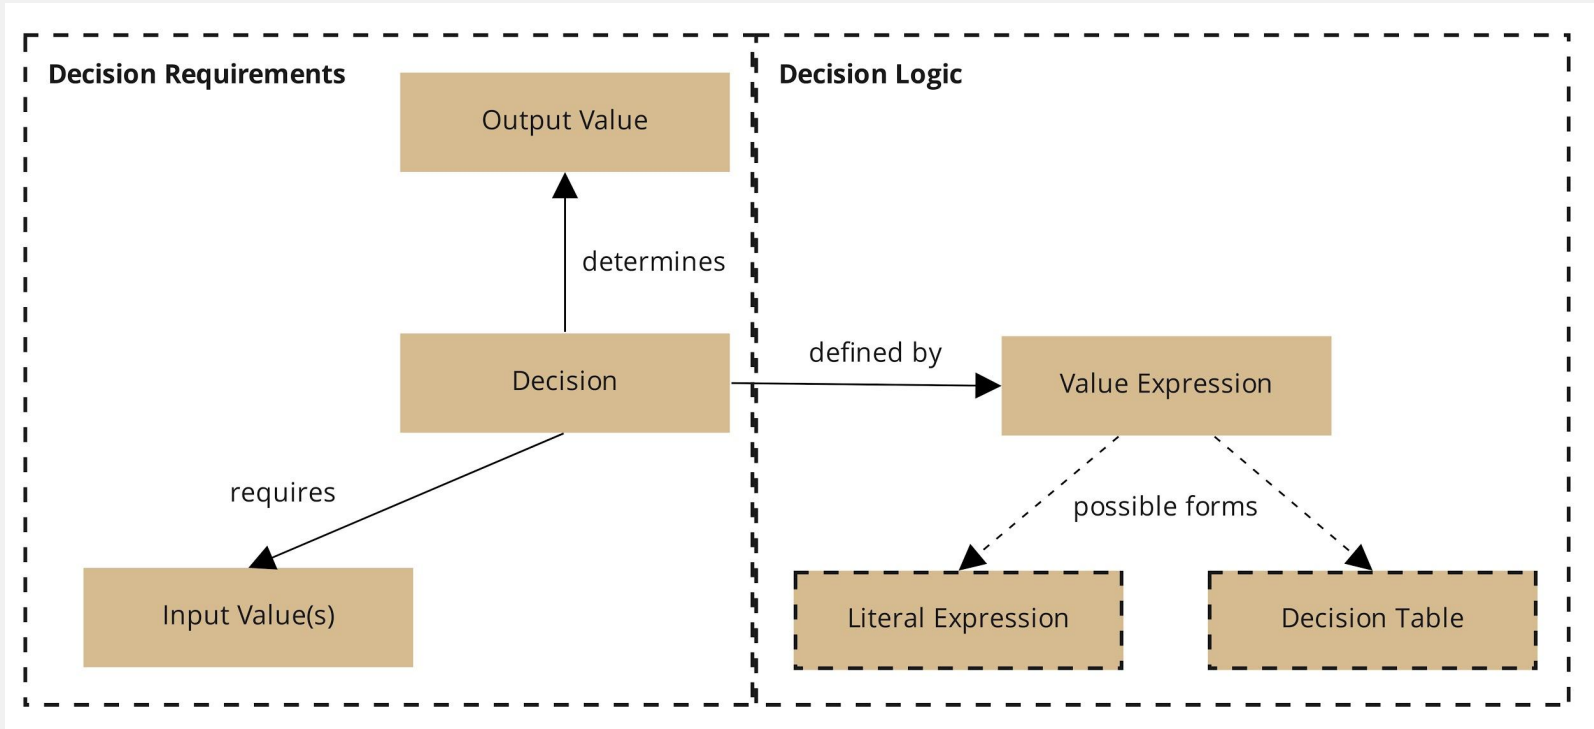 Decision Requirements
Decision Logic
Output Value
determines
defined by
Decision
Value Expression
requires
possible forms
Input Value(s)
Literal Expression
Decision Table